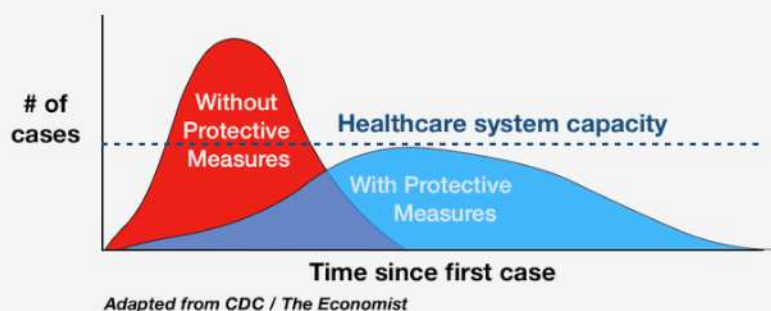 # of
cases
Without
Protective
Measures
Healthcare system capacity
With Protective
Measures
Time since first case
Adapted from CDC / The Economist